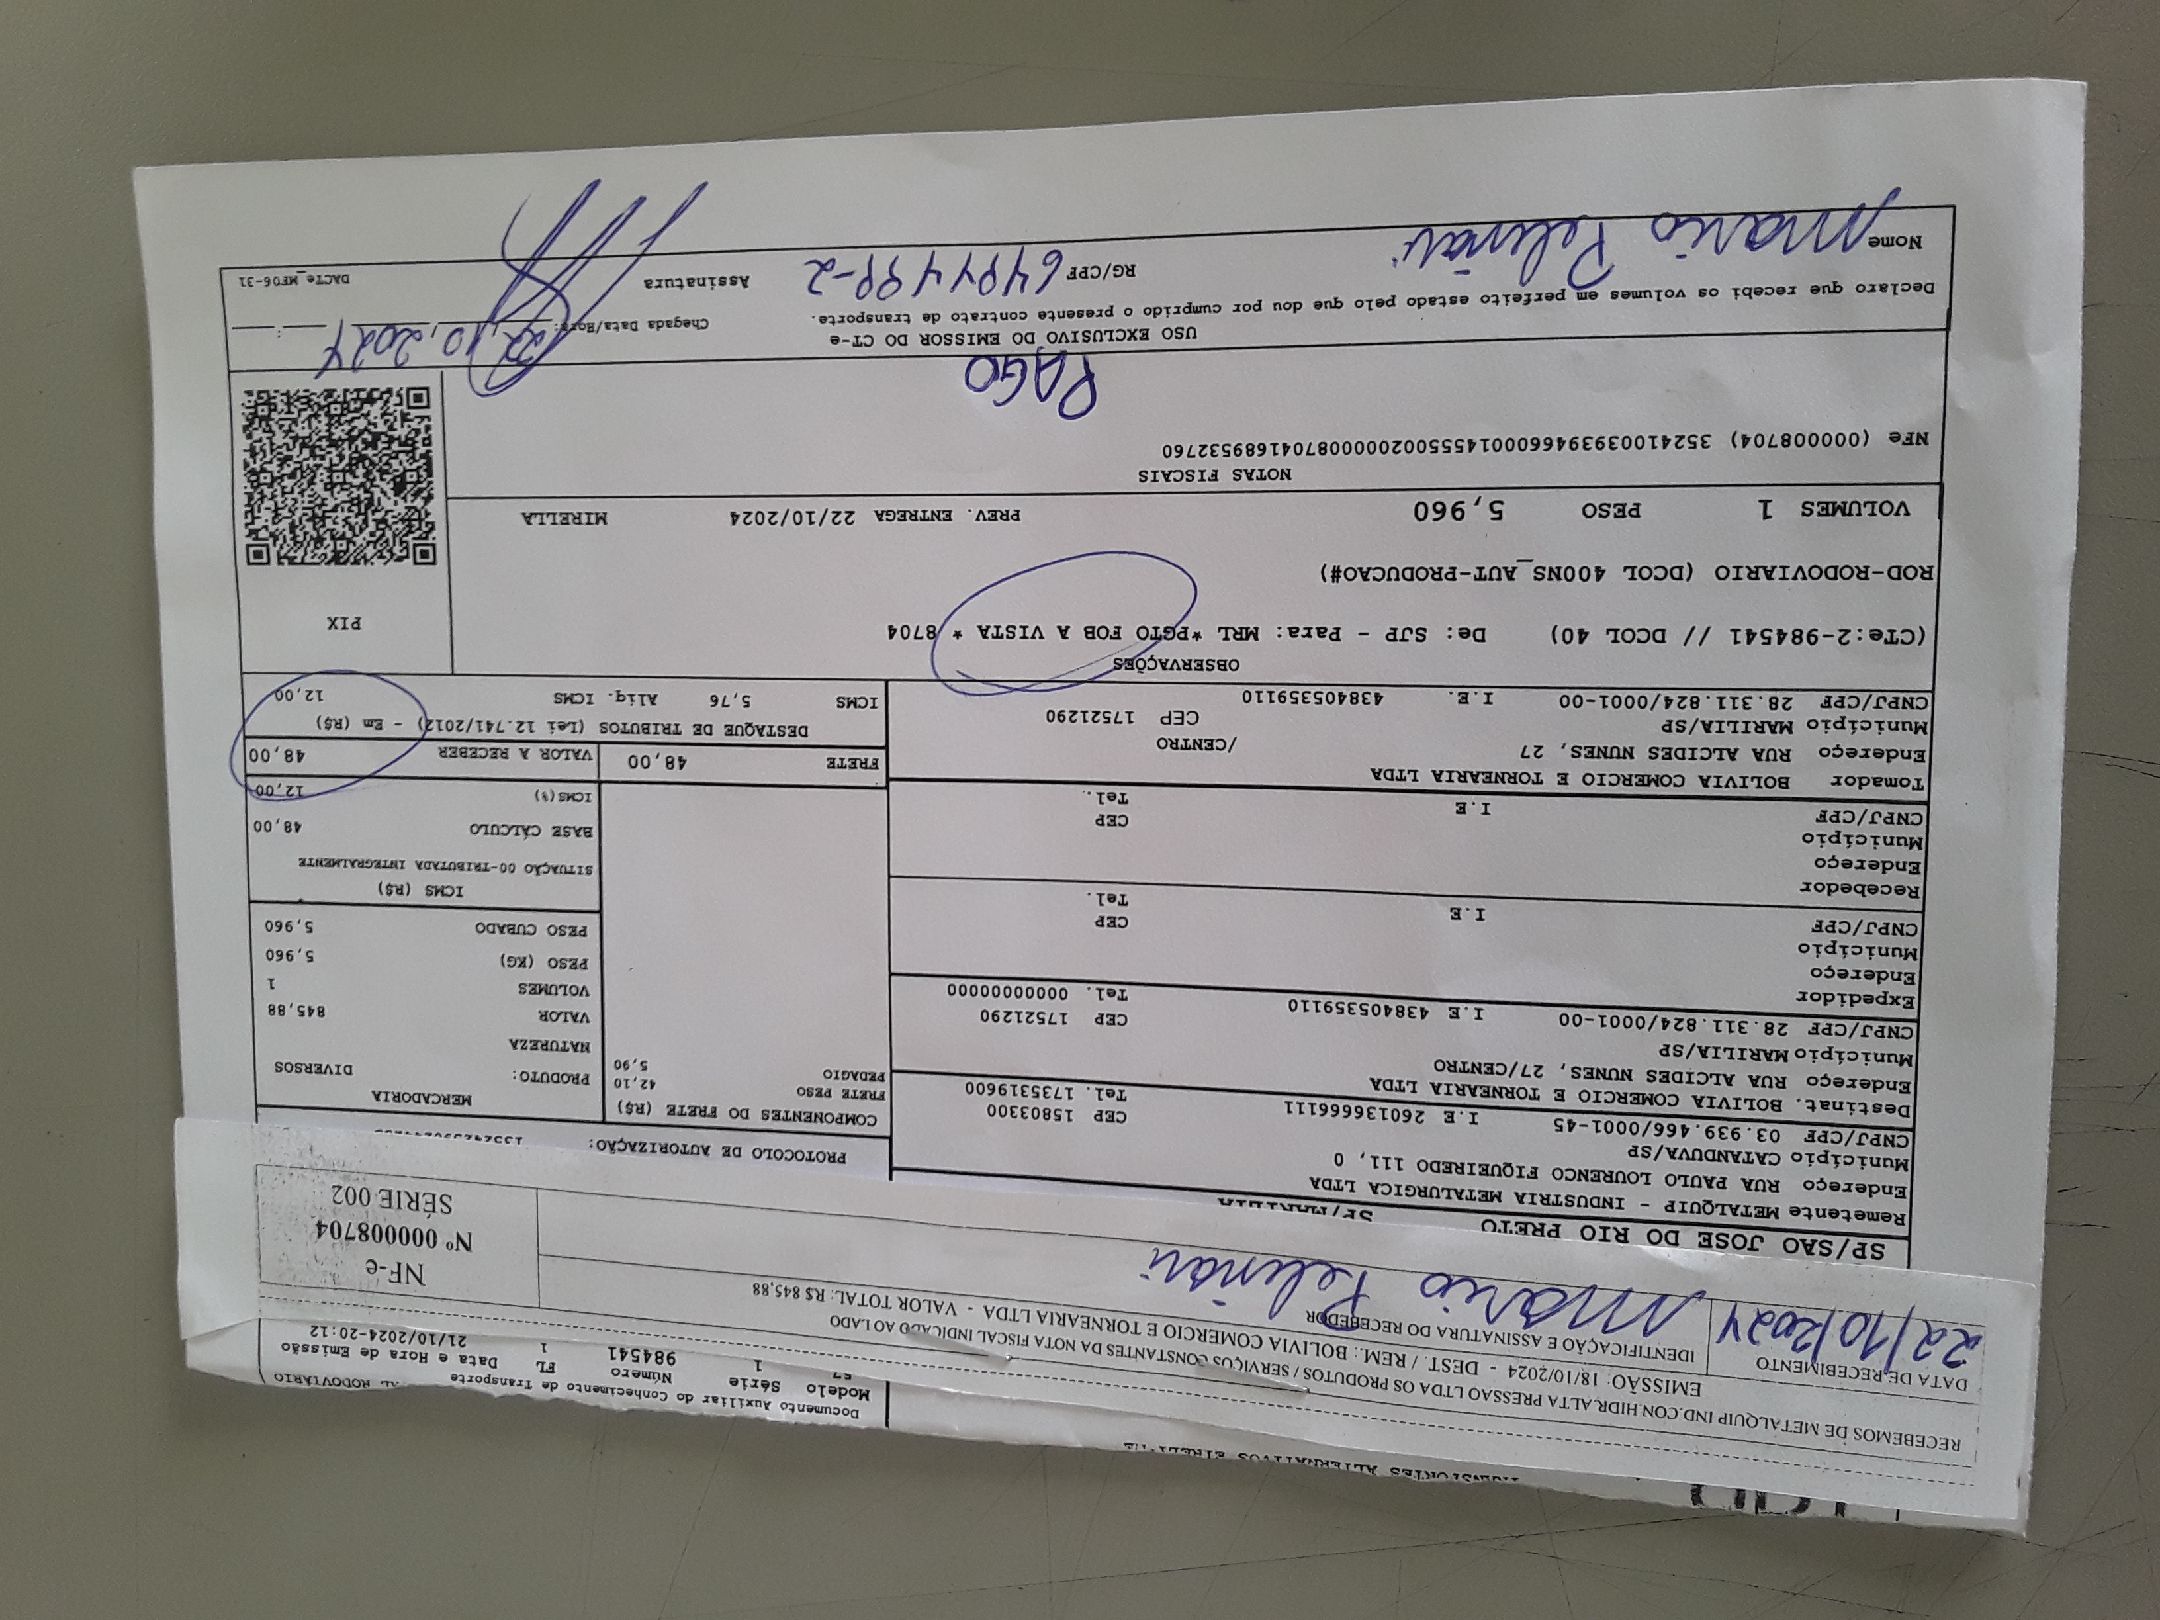 RECEBEMOS DE METALQUIP IND.CON.HIDR.ALTA PRESSAO LTDA OS PRODUTOS / SERVIÇOS CONSTANTES DA NOTA FISCAL INDICADO AO LADO
EMISSÃO: 18/10/2024 - DEST. / REM.: BOLIVIA COMERCIO E TORNEARIA LTDA - VALOR TOTAL: R$ 845,88
DATA DE RECEBIMENTO
22/10/2024
IDENTIFICAÇÃO E ASSINATURA DO RECEBEDOR
Mario Pelinari
NF-e
Nº 000008704
SÉRIE 002
Documento Auxiliar do Conhecimento de Transporte
RODOVIÁRIO
Modelo Série Número FL Data e Hora de Emissão
57 1 984541 1 21/10/2024-20:12
SP/SAO JOSE DO RIO PRETO
SP/MARILIA
Remetente METALQUIP - INDUSTRIA METALURGICA LTDA
Endereço RUA PAULO LOURENCO FIQUEIREDO 111, 0
Município CATANDUVA/SP CEP 15803300
CNPJ/CPF 03.939.466/0001-45 I.E 260136666111 Tel. 1735319600
Destinat. BOLIVIA COMERCIO E TORNEARIA LTDA
Endereço RUA ALCIDES NUNES, 27/CENTRO
Município MARILIA/SP CEP 17521290
CNPJ/CPF 28.311.824/0001-00 I.E 438405359110 Tel. 00000000000
Expedidor
Endereço
Município CEP
CNPJ/CPF I.E Tel.
Recebedor
Endereço
Município CEP
CNPJ/CPF I.E Tel.
Tomador BOLIVIA COMERCIO E TORNEARIA LTDA
Endereço RUA ALCIDES NUNES, 27 /CENTRO
Município MARILIA/SP CEP 17521290
CNPJ/CPF 28.311.824/0001-00 I.E. 438405359110
PROTOCOLO DE AUTORIZAÇÃO:
COMPONENTES DO FRETE (R$)
FRETE PESO 42,10
PEDAGIO 5,90
MERCADORIA
PRODUTO: DIVERSOS
NATUREZA
VALOR 845,88
VOLUMES 1
PESO (KG) 5,960
PESO CUBADO 5,960
ICMS (R$)
SITUAÇÃO 00-TRIBUTADA INTEGRALMENTE
BASE CÁLCULO 48,00
ICMS(%) 12,00
FRETE 48,00
VALOR A RECEBER 48,00
DESTAQUE DE TRIBUTOS (Lei 12.741/2012) - Em (R$)
ICMS 5,76 Aliq. ICMS 12,00
OBSERVAÇÕES
(CTe:2-984541 // DCOL 40) De: SJP - Para: MRL *PGTO FOB A VISTA * 8704
ROD-RODOVIARIO (DCOL 400NS_AUT-PRODUCAO#)
PIX
VOLUMES 1 PESO 5,960 PREV. ENTREGA 22/10/2024 MIRELLA
NOTAS FISCAIS
NFe (000008704) 35241003939466000145550020000087041689532760
PAGO
USO EXCLUSIVO DO EMISSOR DO CT-e
Declaro que recebi os volumes em perfeito estado pelo que dou por cumprido o presente contrato de transporte.
Chegada Data/Hora: 22,10,2024
Nome Mario Pelinari
RG/CPF
Assinatura
DACTe_MF06-31